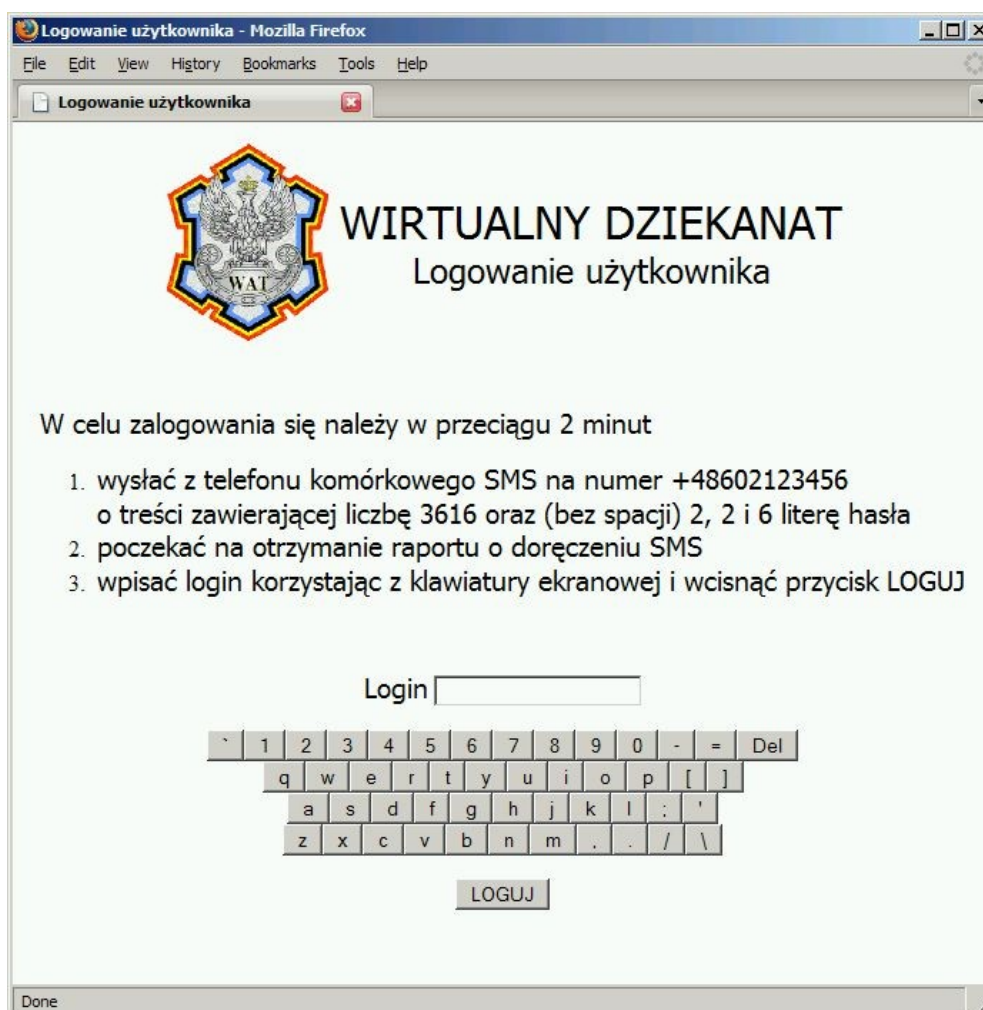 Logowanie użytkownika - Mozilla Firefox
File Edit View History Bookmarks Tools Help
Logowanie użytkownika
WIRTUALNY DZIEKANAT
Logowanie użytkownika
WAT
W celu zalogowania się należy w przeciągu 2 minut
1. wysłać z telefonu komórkowego SMS na numer +48602123456
o treści zawierającej liczbę 3616 oraz (bez spacji) 2, 2 i 6 literę hasła
2. poczekać na otrzymanie raportu o doręczeniu SMS
3. wpisać login korzystając z klawiatury ekranowej i wcisnąć przycisk LOGUJ
Login
` 1 2 3 4 5 6 7 8 9 0 - = Del
q w e r t y u i o p [ ]
a s d f g h j k l ; '
z x c v b n m , . / \
LOGUJ
Done